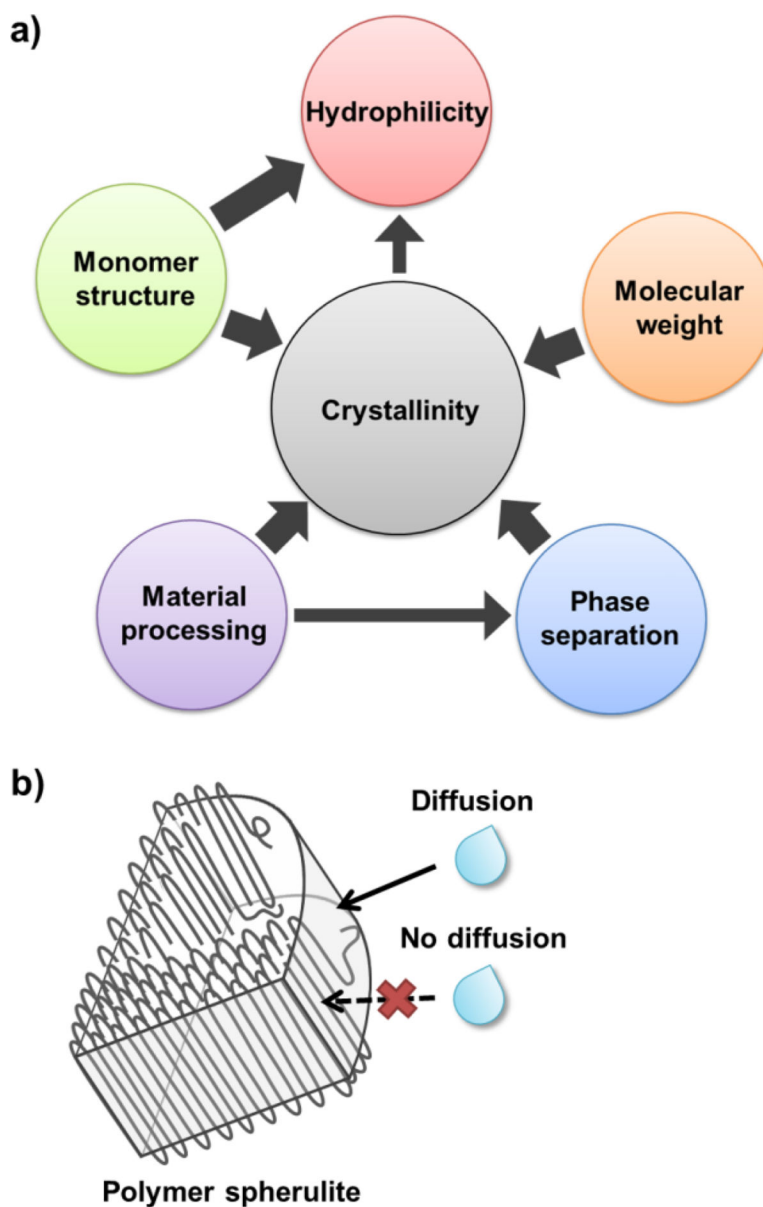 a)
Hydrophilicity
Monomer
structure
Molecular
weight
Crystallinity
Material
processing
Phase
separation
b)
Diffusion
No diffusion
Polymer spherulite